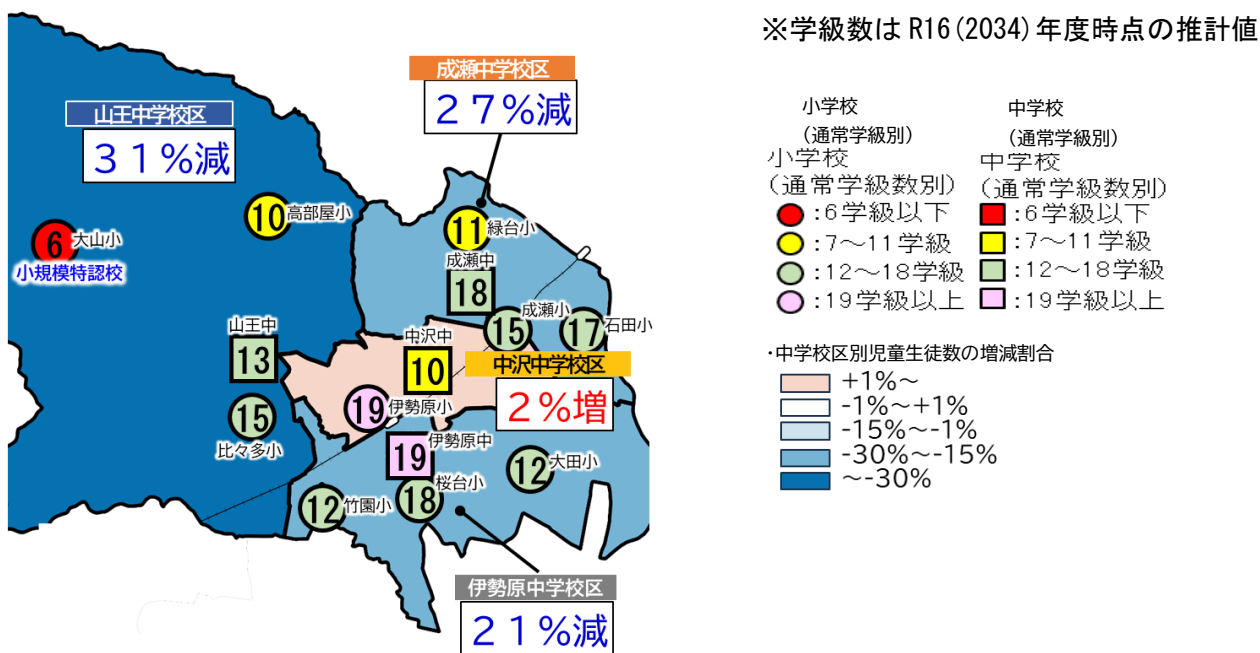 ※学級数は R16(2034)年度時点の推計値
成瀬中学校区
27%減
山王中学校区
31%減
10 高部屋小
6 大山小
小規模特認校
11 緑台小
成瀬中
18
成瀬小
15
17 石田小
山王中
13
中沢中
10
中沢中学校区
2%増
19 伊勢原小
15
比々多小
伊勢原中
19
12 大田小
桜台小
18
12 竹園小
伊勢原中学校区
21%減
小学校
(通常学級別)
小学校
(通常学級数別)
:6学級以下
:7～11学級
:12～18学級
:19学級以上
中学校
(通常学級別)
中学校
(通常学級数別)
:6学級以下
:7～11学級
:12～18学級
:19学級以上
・中学校区別児童生徒数の増減割合
+1%～
-1%～+1%
-15%～-1%
-30%～-15%
～-30%